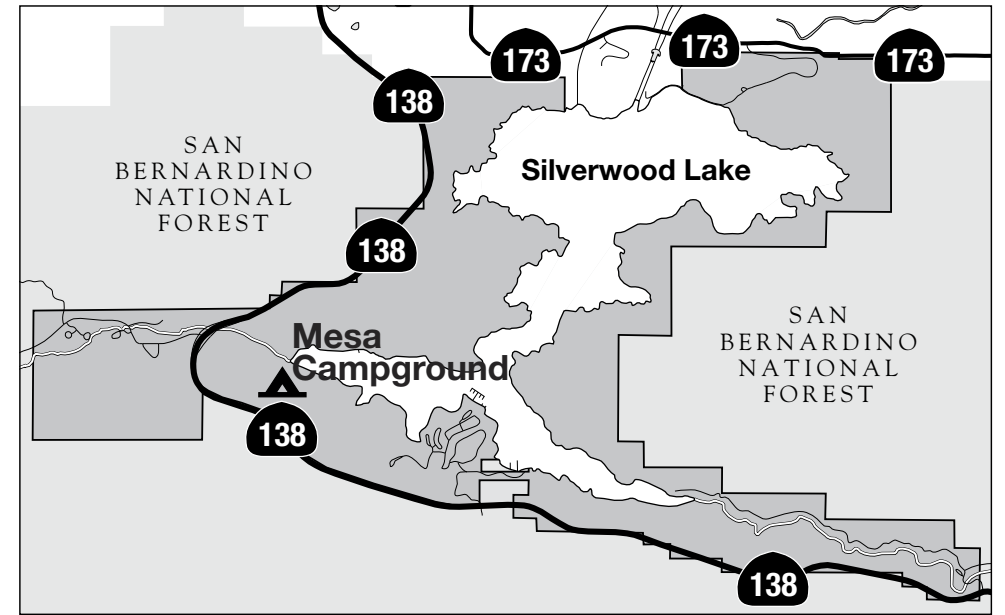 173
173
173
138
SAN
BERNARDINO
NATIONAL
FOREST
Silverwood Lake
138
SAN
BERNARDINO
NATIONAL
FOREST
Mesa
Campground
138
138